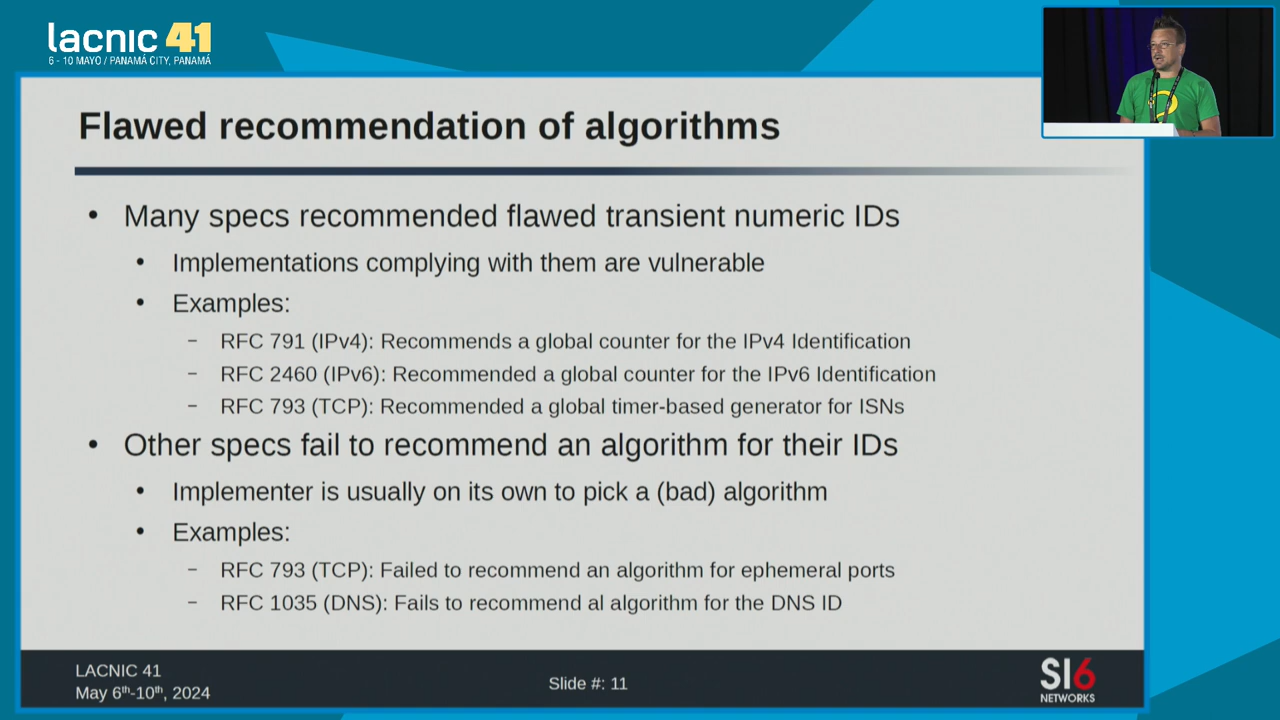 lacnic 41
6 - 10 MAYO / PANAMÁ CITY, PANAMÁ
Flawed recommendation of algorithms
• Many specs recommended flawed transient numeric IDs
• Implementations complying with them are vulnerable
• Examples:
– RFC 791 (IPv4): Recommends a global counter for the IPv4 Identification
– RFC 2460 (IPv6): Recommended a global counter for the IPv6 Identification
– RFC 793 (TCP): Recommended a global timer-based generator for ISNs
• Other specs fail to recommend an algorithm for their IDs
• Implementer is usually on its own to pick a (bad) algorithm
• Examples:
– RFC 793 (TCP): Failed to recommend an algorithm for ephemeral ports
– RFC 1035 (DNS): Fails to recommend al algorithm for the DNS ID
LACNIC 41
May 6th-10th, 2024
Slide #: 11
SI6
NETWORKS